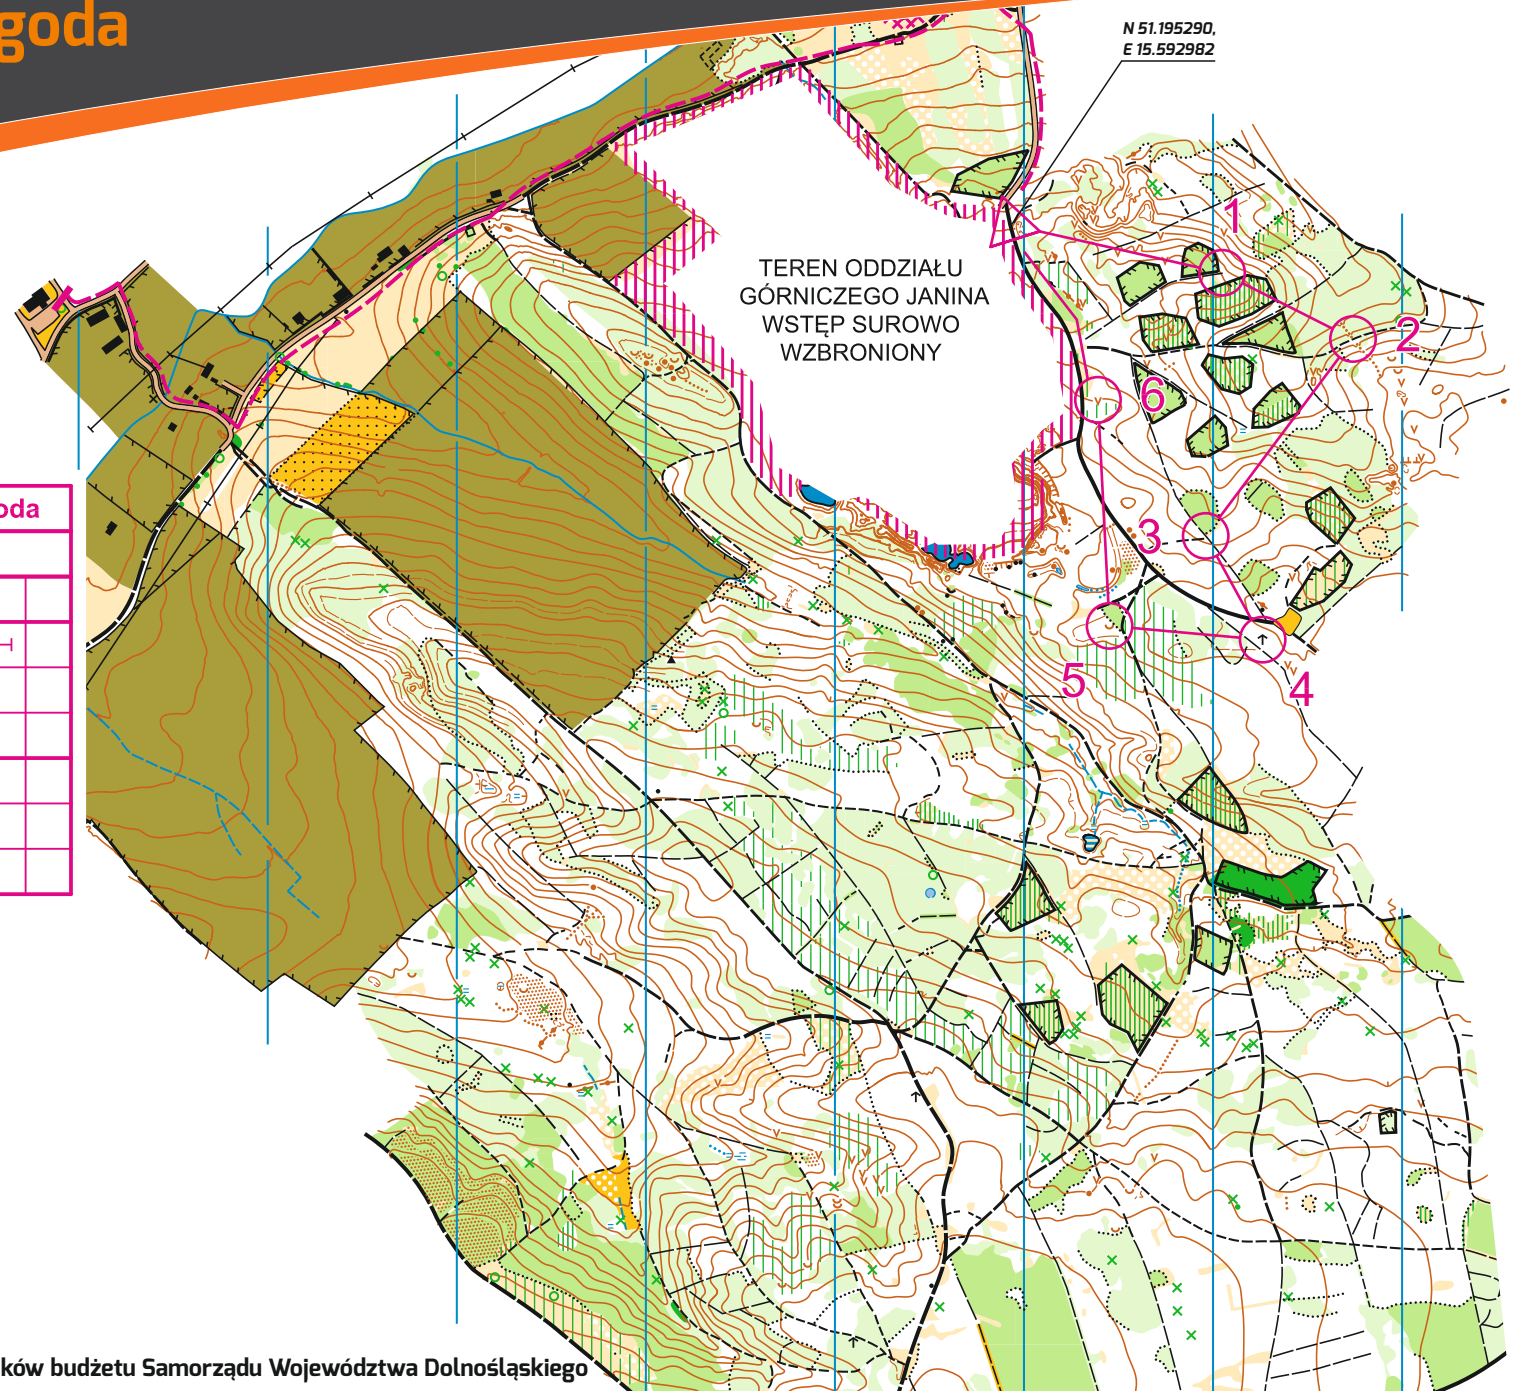 goda
N 51.195290,
E 15.592982
TEREN ODDZIAŁU
GÓRNICZEGO JANINA
WSTĘP SUROWO
WZBRONIONY
1
2
6
3
5
4
oda
ków budżetu Samorządu Województwa Dolnośląskiego